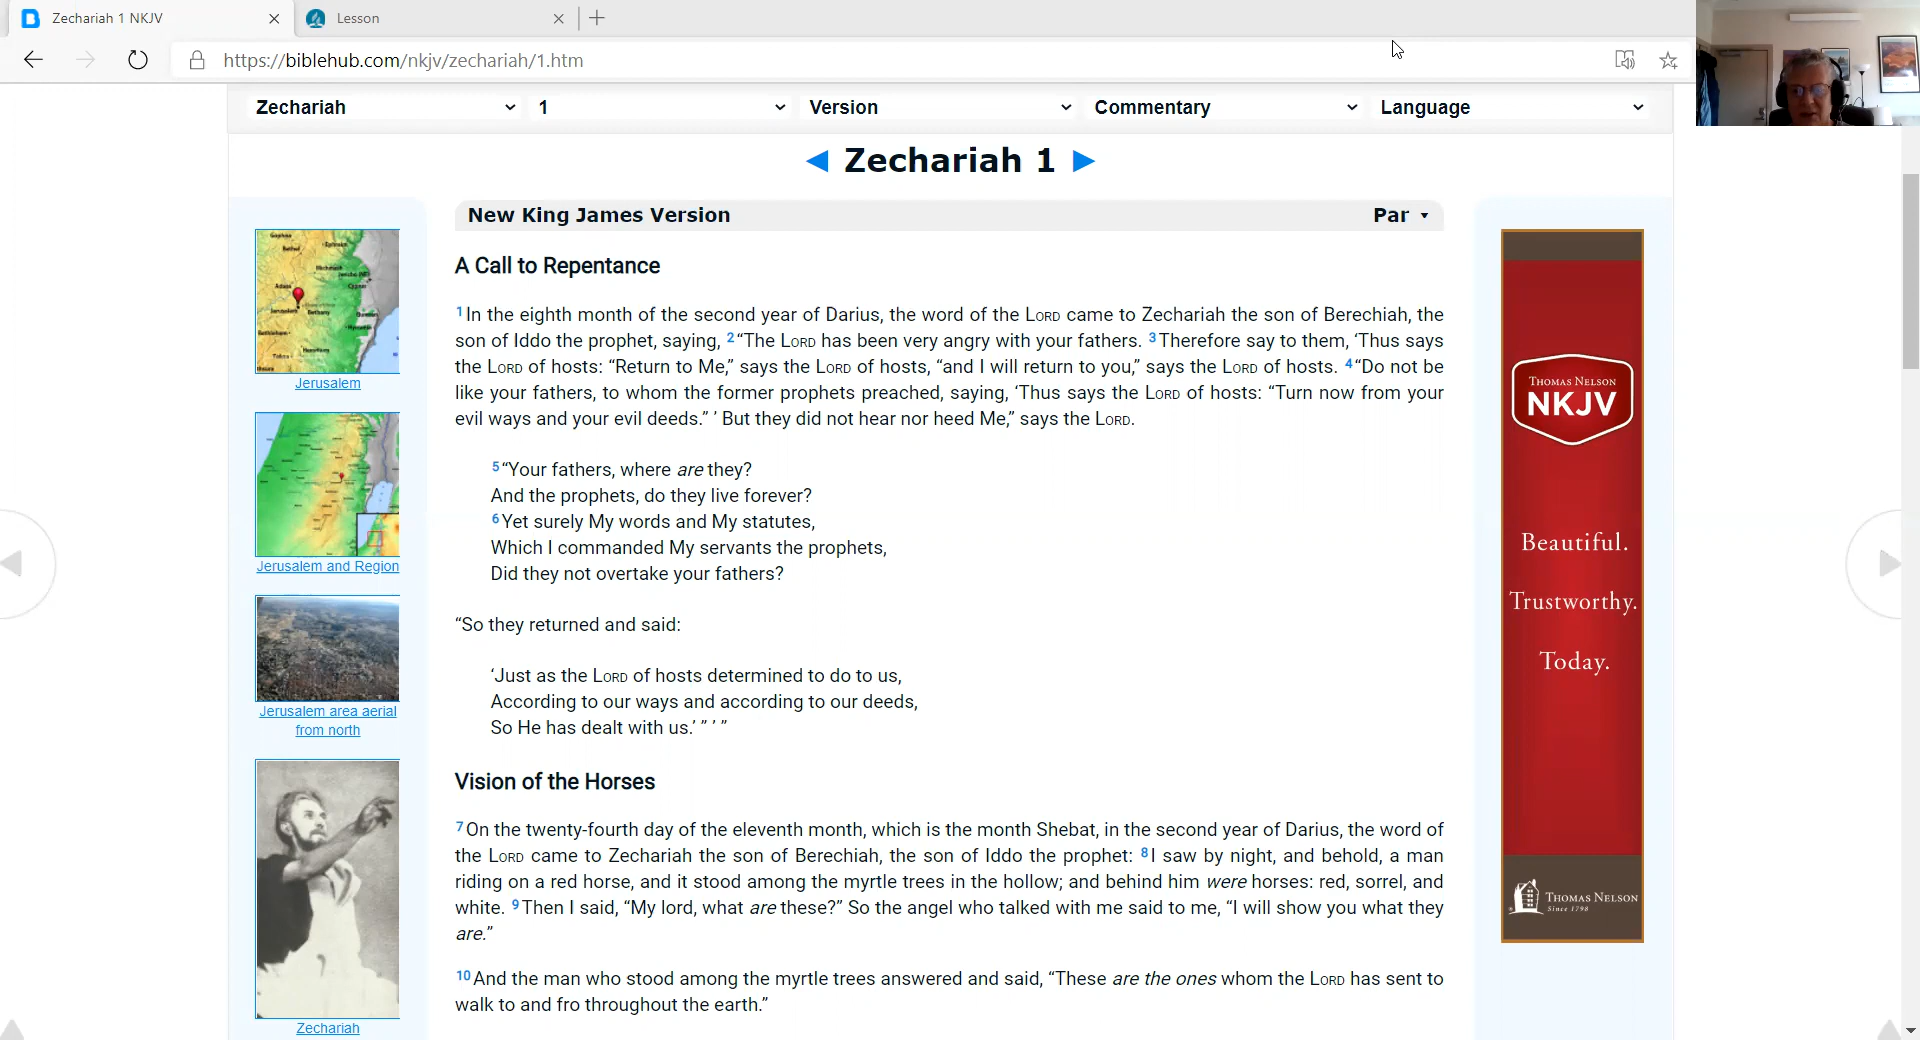 Zechariah 1 NKJV
Lesson
https://biblehub.com/nkjv/zechariah/1.htm
Zechariah 1 Version Commentary Language
Zechariah 1
New King James Version Par
A Call to Repentance
1In the eighth month of the second year of Darius, the word of the LORD came to Zechariah the son of Berechiah, the
son of Iddo the prophet, saying, 2“The LORD has been very angry with your fathers. 3Therefore say to them, ‘Thus says
the LORD of hosts: “Return to Me,” says the LORD of hosts, “and I will return to you,” says the LORD of hosts. 4“Do not be
like your fathers, to whom the former prophets preached, saying, ‘Thus says the LORD of hosts: “Turn now from your
evil ways and your evil deeds.” ’ But they did not hear nor heed Me,” says the LORD.
5“Your fathers, where are they?
And the prophets, do they live forever?
6Yet surely My words and My statutes,
Which I commanded My servants the prophets,
Did they not overtake your fathers?
“So they returned and said:
‘Just as the LORD of hosts determined to do to us,
According to our ways and according to our deeds,
So He has dealt with us.’ ” ’ ”
Vision of the Horses
7On the twenty-fourth day of the eleventh month, which is the month Shebat, in the second year of Darius, the word of
the LORD came to Zechariah the son of Berechiah, the son of Iddo the prophet: 8I saw by night, and behold, a man
riding on a red horse, and it stood among the myrtle trees in the hollow; and behind him were horses: red, sorrel, and
white. 9Then I said, “My lord, what are these?” So the angel who talked with me said to me, “I will show you what they
are.”
10And the man who stood among the myrtle trees answered and said, “These are the ones whom the LORD has sent to
walk to and fro throughout the earth.”
Jerusalem
Jerusalem and Region
Jerusalem area aerial
from north
Zechariah
THOMAS NELSON
NKJV
Beautiful.
Trustworthy.
Today.
THOMAS NELSON
Since 1798